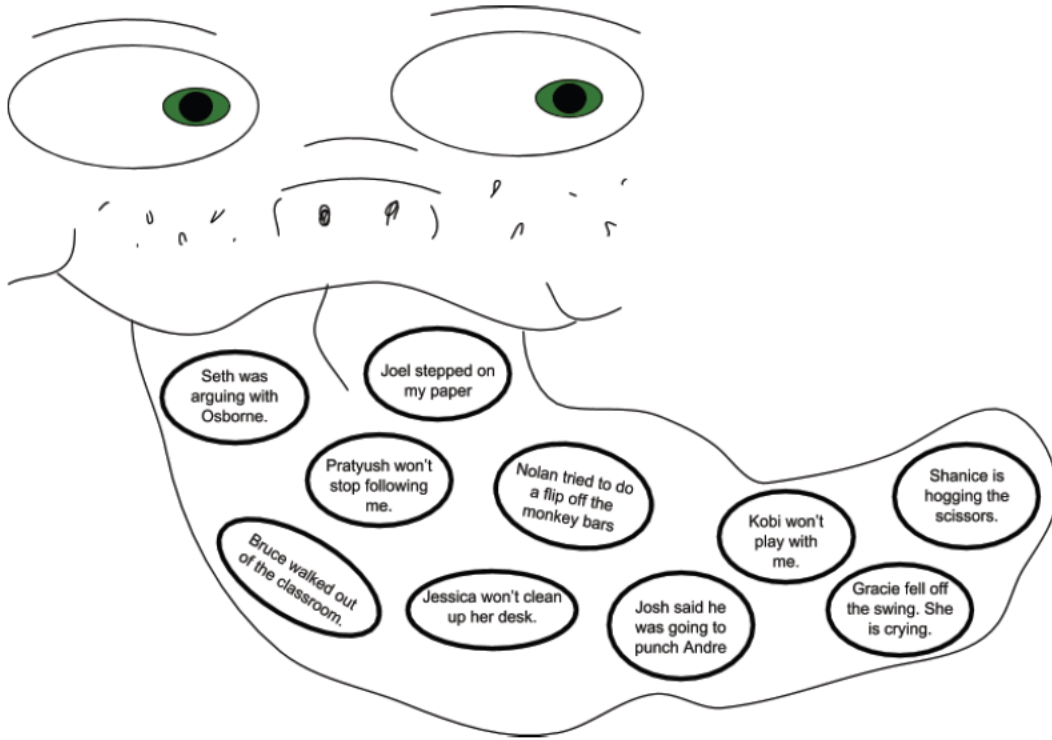 Seth was
arguing with
Osborne.
Joel stepped on
my paper
Pratyush won't
stop following
me.
Nolan tried to do
a flip off the
monkey bars
Shanice is
hogging the
scissors.
Kobi won't
play with
me.
Bruce walked out
of the classroom.
Jessica won't clean
up her desk.
Josh said he
was going to
punch Andre
Gracie fell off
the swing. She
is crying.